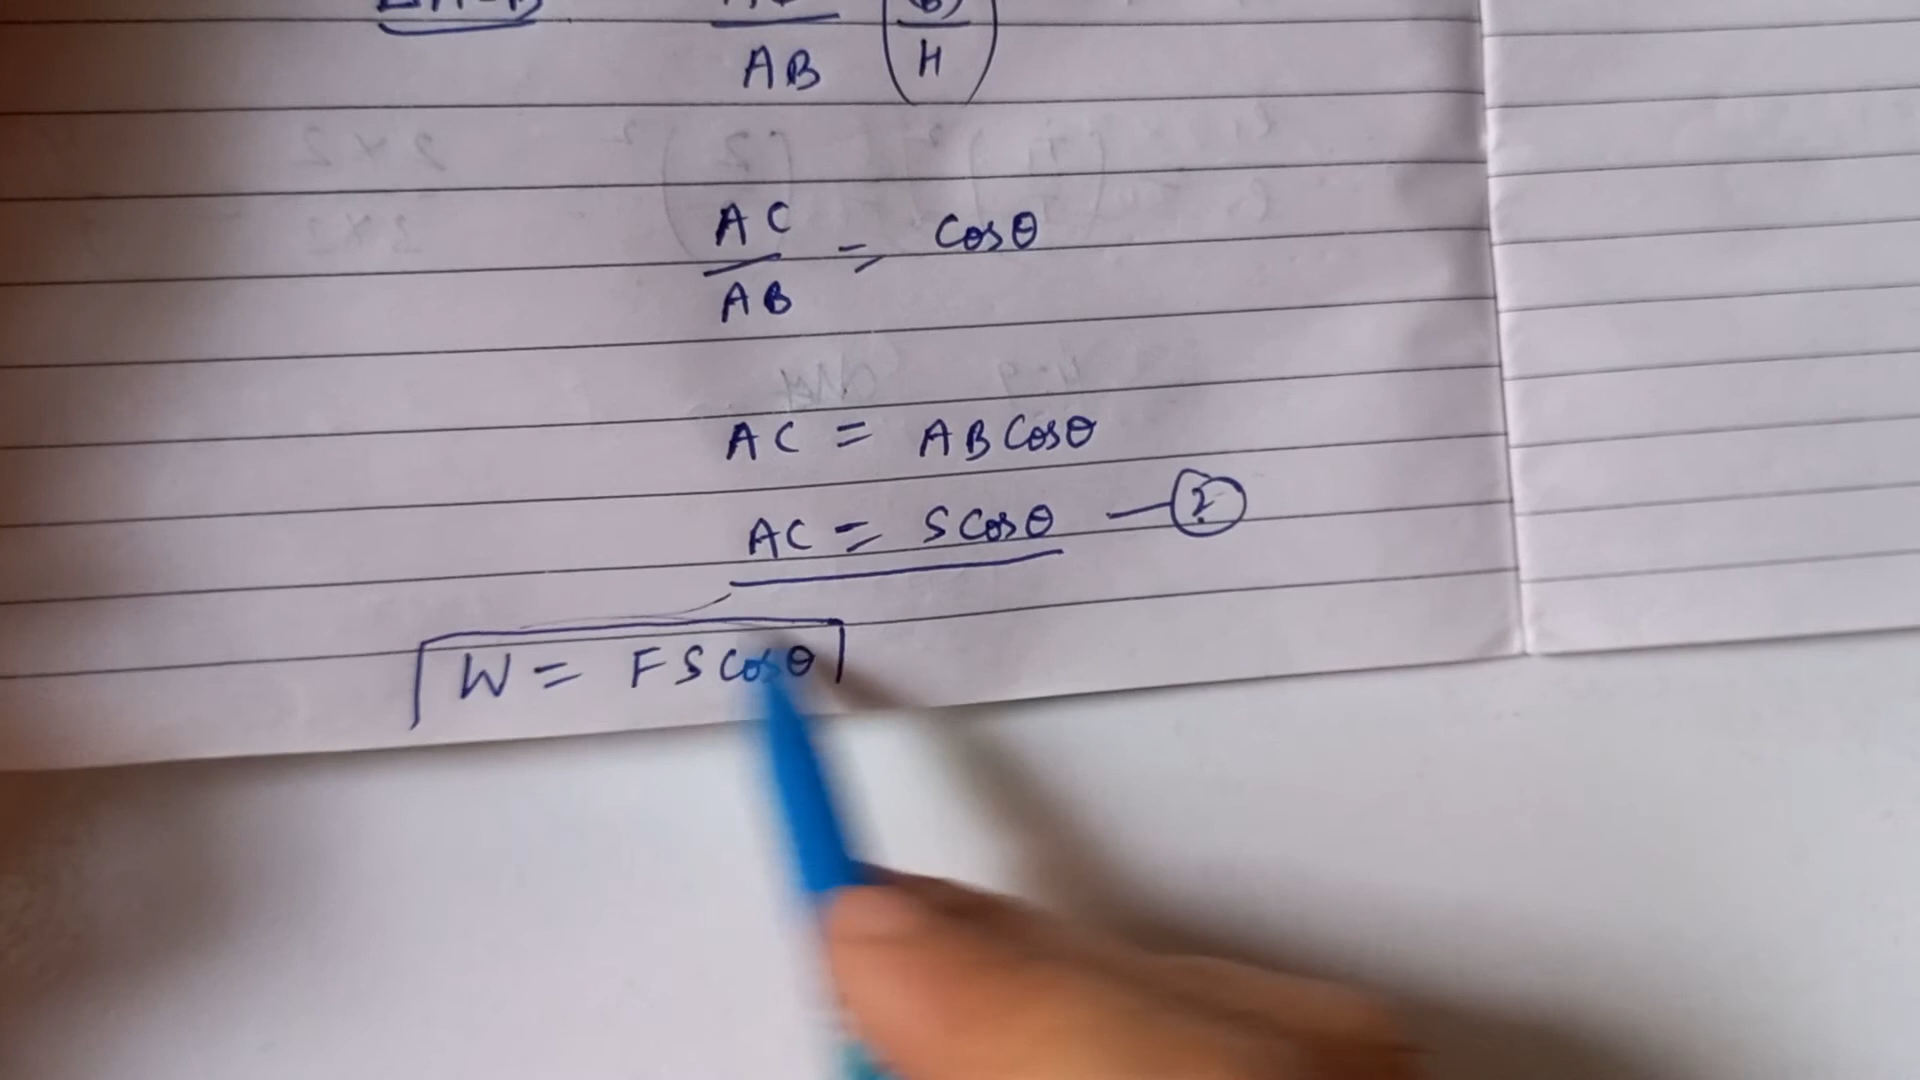 AB H
AC
— = Cosθ
AB
AC = AB Cosθ
AC = S Cosθ — 2
W = F S Cosθ